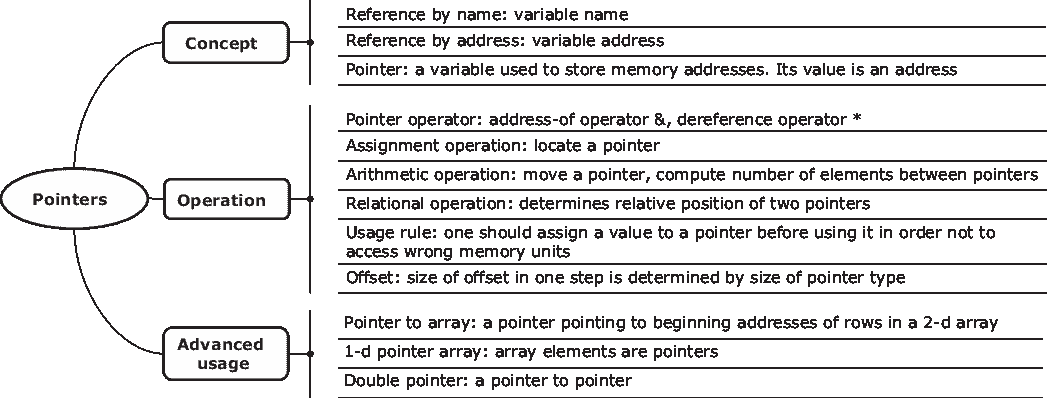 Pointers
Concept
Reference by name: variable name
Reference by address: variable address
Pointer: a variable used to store memory addresses. Its value is an address
Operation
Pointer operator: address-of operator &, dereference operator *
Assignment operation: locate a pointer
Arithmetic operation: move a pointer, compute number of elements between pointers
Relational operation: determines relative position of two pointers
Usage rule: one should assign a value to a pointer before using it in order not to
access wrong memory units
Offset: size of offset in one step is determined by size of pointer type
Advanced
usage
Pointer to array: a pointer pointing to beginning addresses of rows in a 2-d array
1-d pointer array: array elements are pointers
Double pointer: a pointer to pointer